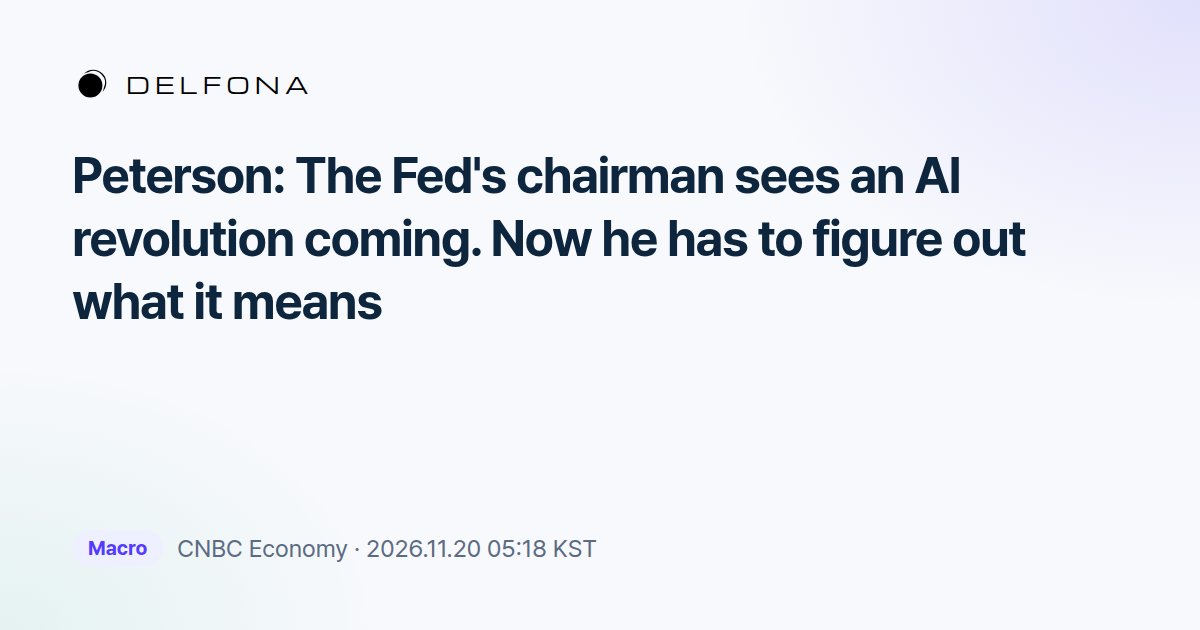 DELFONA
Peterson: The Fed's chairman sees an AI
revolution coming. Now he has to figure out
what it means
Macro CNBC Economy · 2026.11.20 05:18 KST